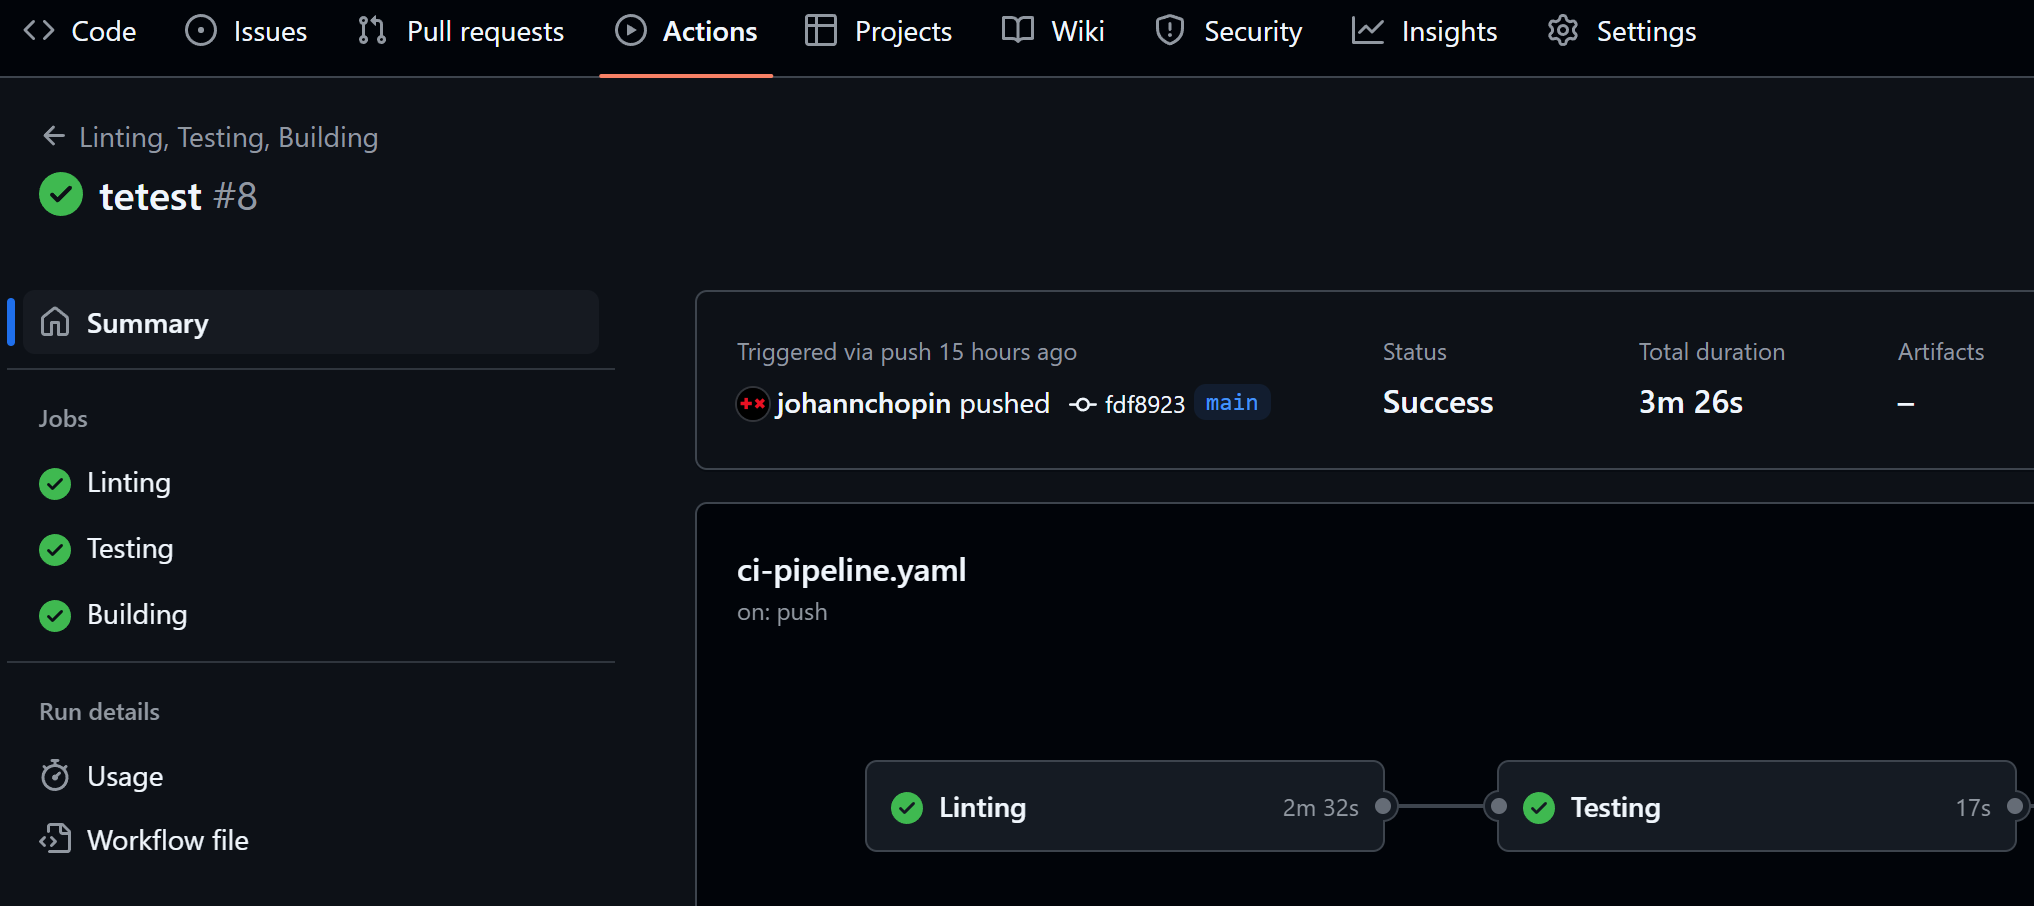 Code Issues Pull requests Actions Projects Wiki Security Insights Settings
Linting, Testing, Building
tetest #8
Summary
Jobs
Linting
Testing
Building
Run details
Usage
Workflow file
Triggered via push 15 hours ago
johannchopin pushed fdf8923 main
Status
Success
Total duration
3m 26s
Artifacts
–
ci-pipeline.yaml
on: push
Linting 2m 32s
Testing 17s